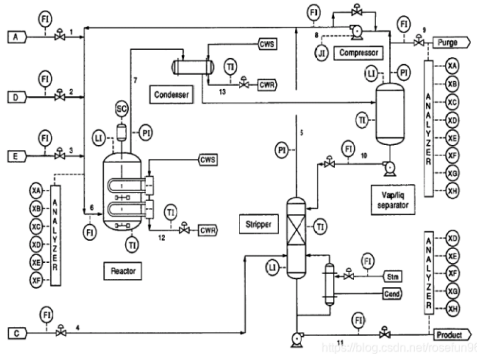 FI
FI
8
JI
Compressor
FI
9
Purge
A
FI
1
7
CWS
TI
13
CWR
Condenser
LI
PI
XA
XB
XC
XD
XE
XF
XG
XH
ANALYZER
D
FI
2
SC
LI
PI
TI
5
E
FI
3
CWS
PI
FI
10
Vap/liq
separator
XA
XB
XC
XD
XE
XF
ANALYZER
6
FI
TI
TI
12
CWR
Reactor
Stripper
TI
LI
FI
Stm
Cond
XD
XE
XF
XG
XH
ANALYZER
C
FI
4
FI
11
Product